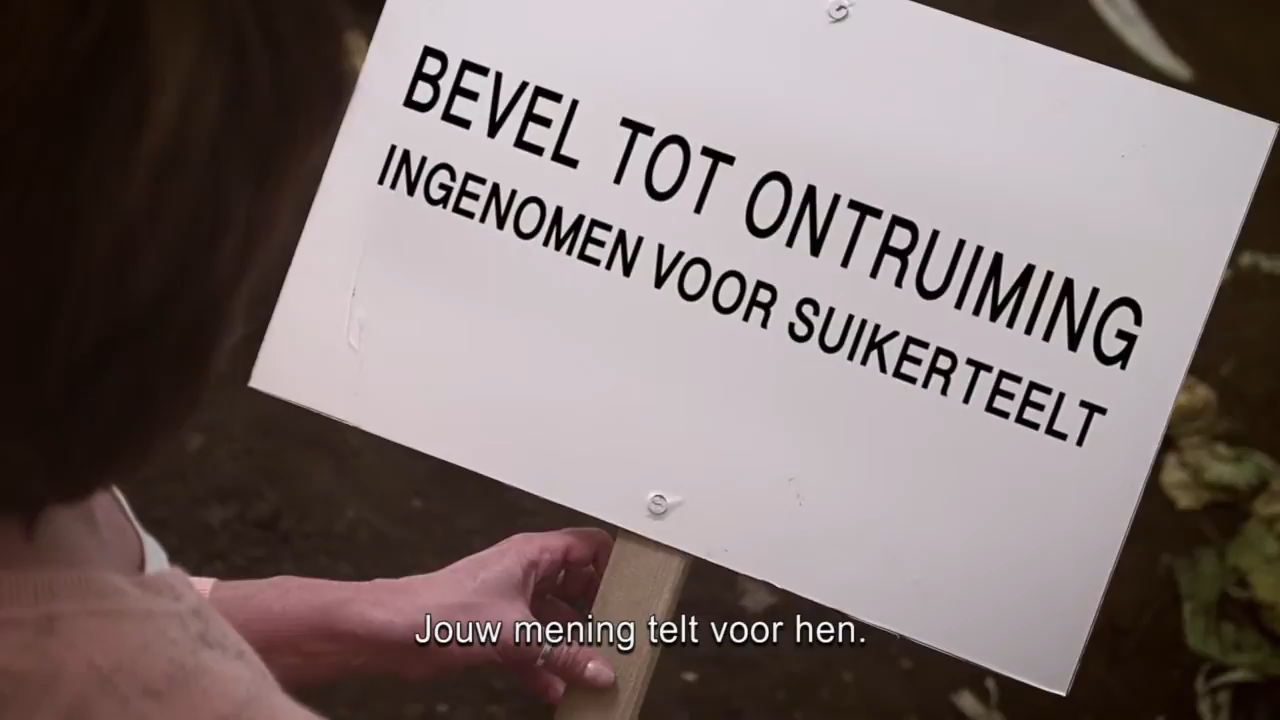 BEVEL TOT ONTRUIMING
INGENOMEN VOOR SUIKERTEELT
Jouw mening telt voor hen.